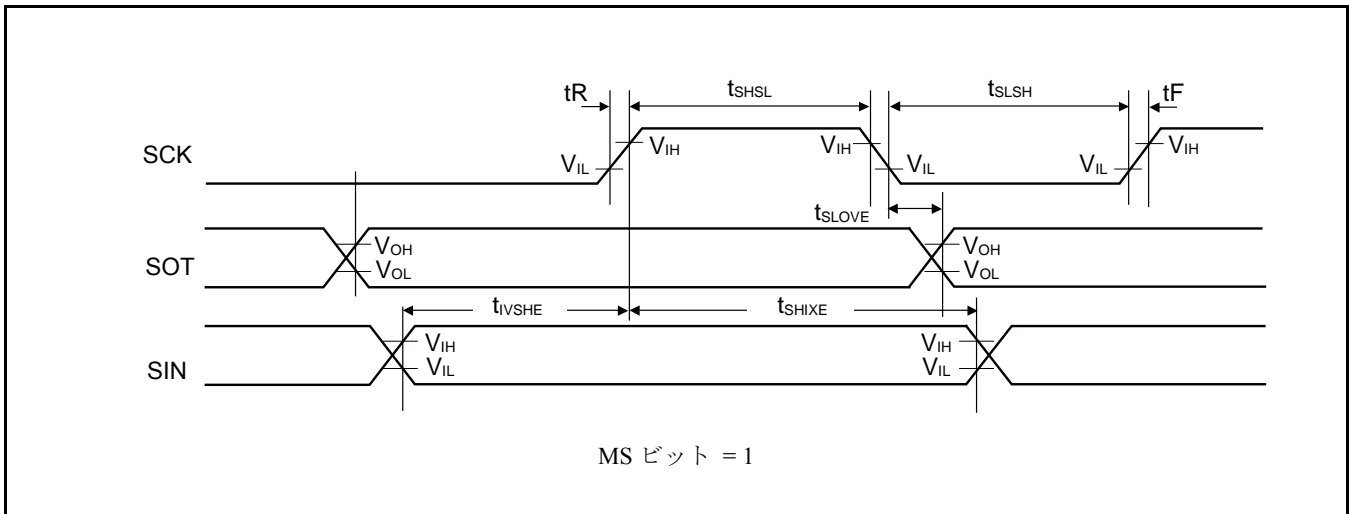 tR tSHSL tSLSH tF
SCK VIL VIH VIH VIL VIL VIH
tSLOVE
SOT VOH VOL VOH VOL
tIVSHE tSHIXE
SIN VIH VIL VIH VIL
MS ビット = 1